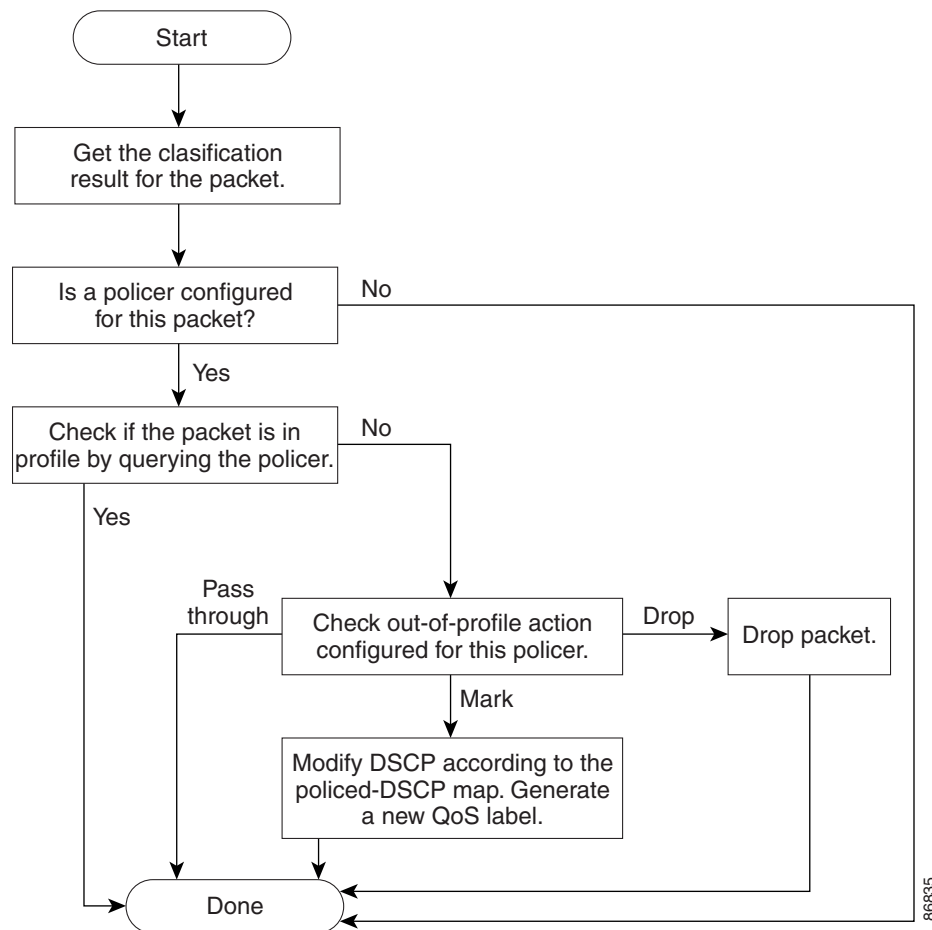 Start
Get the clasification
result for the packet.
Is a policer configured
for this packet?
No
Yes
Check if the packet is in
profile by querying the policer.
No
Yes
Pass
through
Check out-of-profile action
configured for this policer.
Drop
Drop packet.
Mark
Modify DSCP according to the
policed-DSCP map. Generate
a new QoS label.
Done
86835